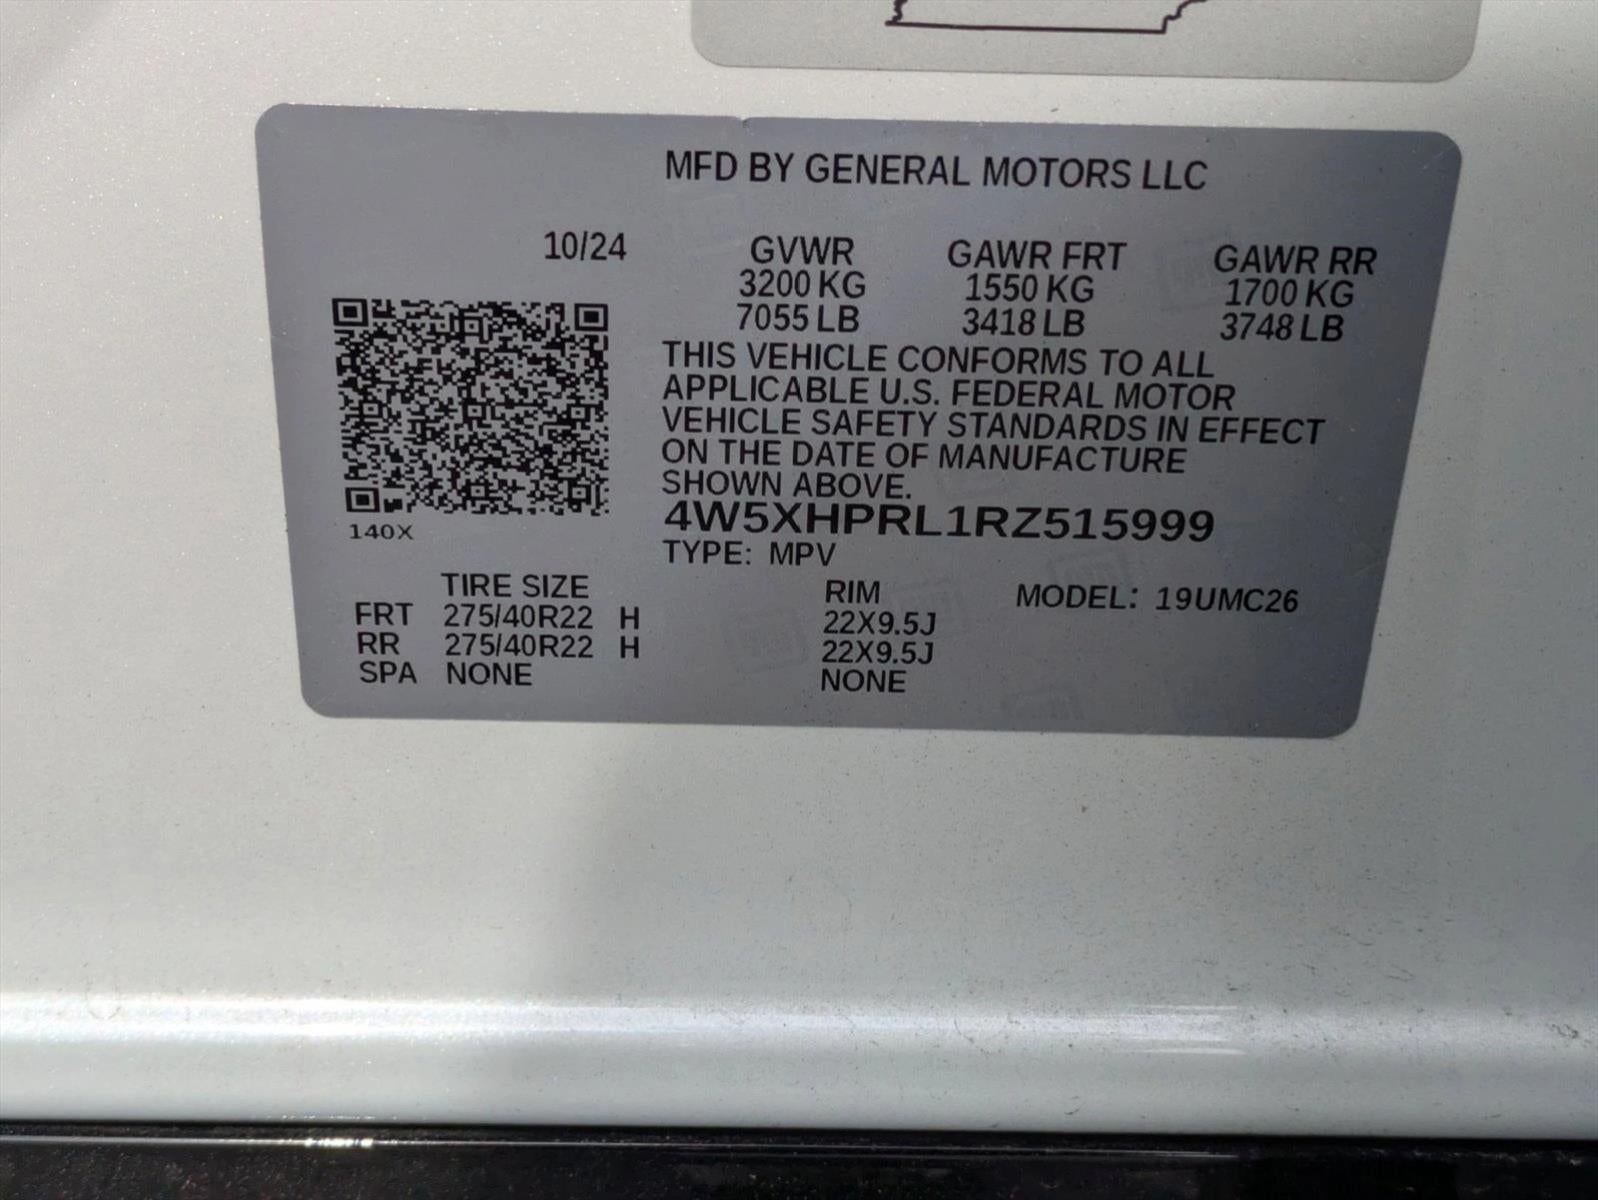 MFD BY GENERAL MOTORS LLC
10/24 GVWR GAWR FRT GAWR RR
3200 KG 1550 KG 1700 KG
7055 LB 3418 LB 3748 LB
THIS VEHICLE CONFORMS TO ALL
APPLICABLE U.S. FEDERAL MOTOR
VEHICLE SAFETY STANDARDS IN EFFECT
ON THE DATE OF MANUFACTURE
SHOWN ABOVE.
4W5XHPRL1RZ515999
140X
TYPE: MPV
TIRE SIZE RIM MODEL: 19UMC26
FRT 275/40R22 H 22X9.5J
RR 275/40R22 H 22X9.5J
SPA NONE NONE